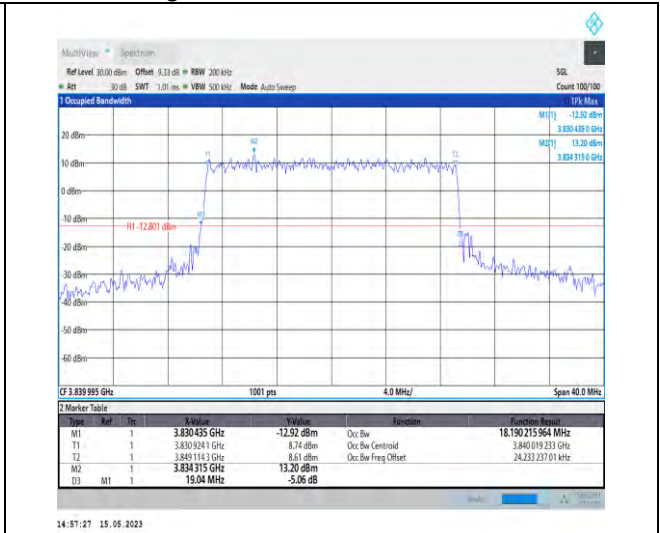 MultiView Spectrum
Ref Level 30.00 dBm Offset 9.33 dB RBW 200 kHz SGL
Att 30 dB SWT 1.01 ms VBW 500 kHz Mode Auto Sweep Count 100/100
1 Occupied Bandwidth 1Pk Max
M1[1] -12.92 dBm
3.830 435 0 GHz
M2[1] 13.20 dBm
3.834 315 0 GHz
20 dBm
M2
T1 T2
10 dBm
0 dBm
-10 dBm
M1
H1 -12.801 dBm
-20 dBm
-30 dBm
-40 dBm
-50 dBm
-60 dBm
CF 3.839 995 GHz 1001 pts 4.0 MHz/ Span 40.0 MHz
2 Marker Table
Type Ref Trc X-Value Y-Value Function Function Result
M1 1 3.830 435 GHz -12.92 dBm Occ Bw 18.190 215 964 MHz
T1 1 3.830 924 1 GHz 8.74 dBm Occ Bw Centroid 3.840 019 233 GHz
T2 1 3.849 114 3 GHz 8.61 dBm Occ Bw Freq Offset 24.233 237 01 kHz
M2 1 3.834 315 GHz 13.20 dBm
D3 M1 1 19.04 MHz -5.06 dB
14:57:27 15.05.2023